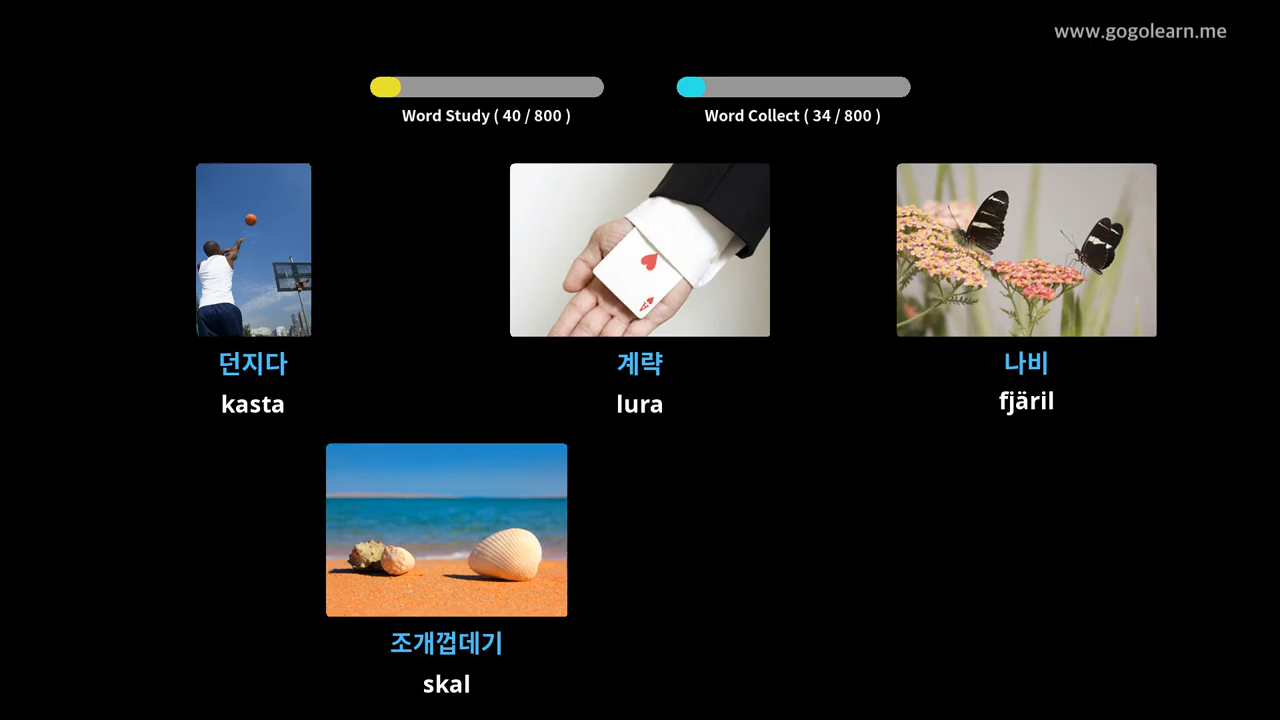 www.gogolearn.me
Word Study ( 40 / 800 )
Word Collect ( 34 / 800 )
던지다
kasta
계략
lura
나비
fjäril
조개껍데기
skal